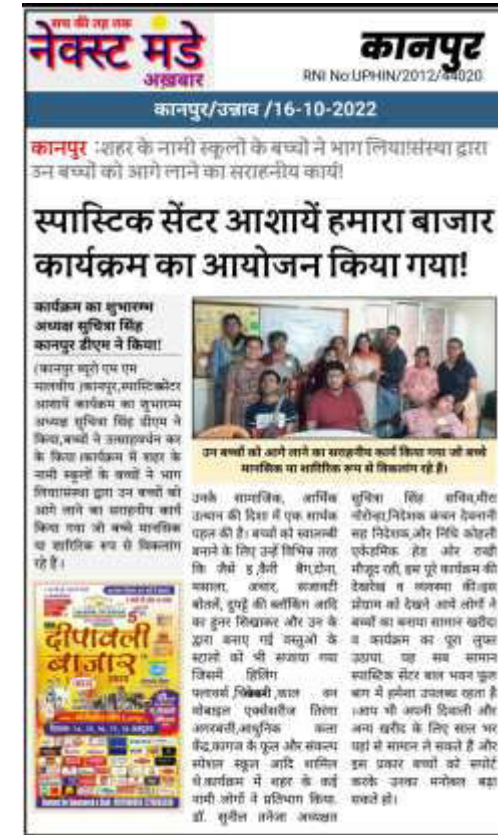 सच की तह तक
नेक्स्ट मंडे
अख़बार
कानपुर
RNI No:UPHIN/2012/44020
कानपुर/उन्नाव /16-10-2022
कानपुर :शहर के नामी स्कूलों के बच्चों ने भाग लिया!संस्था द्वारा
उन बच्चों को आगे लाने का सराहनीय कार्य!
स्पास्टिक सेंटर आशायें हमारा बाजार
कार्यक्रम का आयोजन किया गया!
कार्यक्रम का शुभारम्भ
अध्यक्ष सुचित्रा सिंह
कानपुर डीएम ने किया!
(कानपुर ब्यूरो एम एम
मालवीय (कानपुर,स्पास्टिक
आशायें कार्यक्रम का शुभारम्भ
अध्यक्ष सुचित्रा सिंह डीएम ने
किया,बच्चों ने उत्साहवर्धन कर
के किया।कार्यक्रम में शहर के
नामी स्कूलों के बच्चों ने भाग
लिया!संस्था द्वारा उन बच्चों को
आगे लाने का सराहनीय कार्य
किया गया जो बच्चे मानसिक
या शारिरिक रूप से विकलांग
रहे हैं।
उन बच्चों को आगे लाने का सराहनीय कार्य किया गया जो बच्चे
मानसिक या शारिरिक रूप से विकलांग रहे हैं।
दीपावली
बाजार
उनके सामाजिक, आर्थिक
उत्थान की दिशा में एक सार्थक
पहल की है। बच्चों को स्वालम्बी
बनाने के लिए उन्हें विभिन्न तरह
कि जैसे बैग,दोना,
मसाला, अचार, सजावटी
बोतलें, दुपट्टे की ब्लॉकिंग आदि
का हुनर सिखाकर और उन के
द्वारा बनाए गई वस्तुओं के
स्टालो को भी सजाया गया
जिसमें हिलिंग
फ्लावर्स,
मोबाइल एक्सेसरीज तिरंगा
अगरबत्ती,आधुनिक कला
केंद्र,कागज के फूल और संकल्प
स्पेशल स्कूल आदि शामिल
थे.कार्यक्रम में शहर के कई
नामी लोगों ने प्रतिभाग किया.
डॉ. सुनील तनेजा अध्यक्षत
सुचित्रा सिंह सचिव,मीरा
नौरोन्हा,निदेशक कंचन देवनानी
सह निदेशक,और निधि कोहली
एकेडमिक हेड और राखी
मौजूद रही, इस पूरे कार्यक्रम की
देखरेख व व्यवस्था की।इस
प्रोग्राम को देखने आये लोगों ने
बच्चों का बनाया सामान खरीदा
व कार्यक्रम का पूरा लुफ्त
उठाया, यह सब सामान
स्पास्टिक सेंटर बाल भवन फूल
बाग में हमेशा उपलब्ध रहता है
।आप भी अपनी दिवाली और
अन्य खरीद के लिए साल भर
यहां से सामान ले सकते हैं और
इस प्रकार बच्चों को सपोर्ट
करके उनका मनोबल बढ़ा
सकते हो।